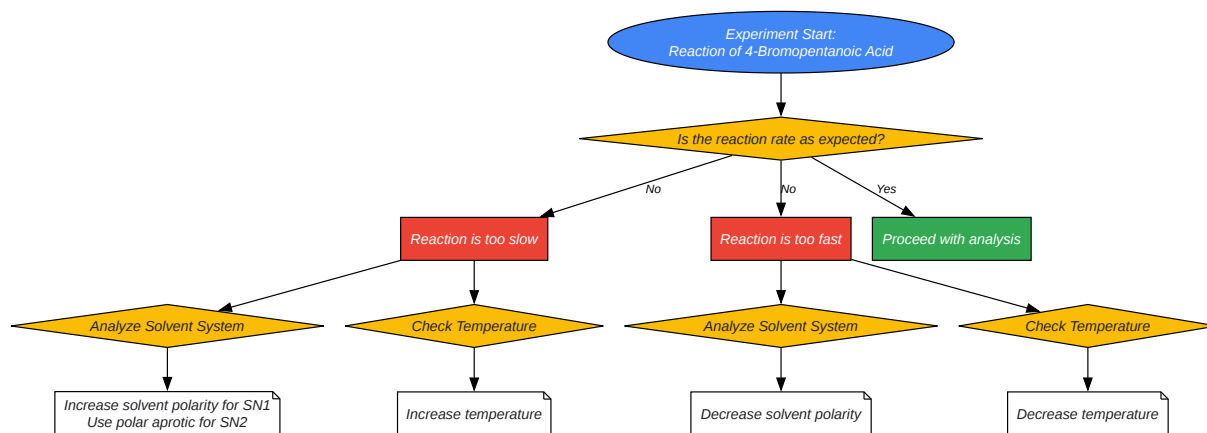 Experiment Start:
Reaction of 4-Bromopentanoic Acid
Is the reaction rate as expected?
No
No
Yes
Reaction is too slow
Reaction is too fast
Proceed with analysis
Analyze Solvent System
Check Temperature
Analyze Solvent System
Check Temperature
Increase solvent polarity for SN1
Use polar aprotic for SN2
Increase temperature
Decrease solvent polarity
Decrease temperature